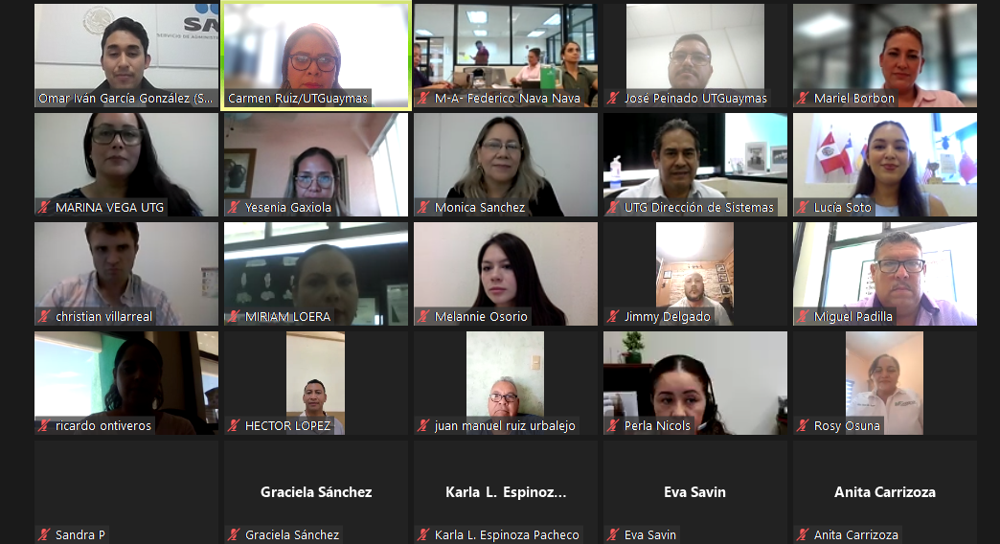 SA
SERVICIO DE ADMINISTR
Omar Iván García González (S...
Carmen Ruiz/UTGuaymas
M-A- Federico Nava Nava
José Peinado UTGuaymas
Mariel Borbon
MARINA VEGA UTG
Yesenia Gaxiola
Monica Sanchez
UTG Dirección de Sistemas
Lucía Soto
christian villarreal
MIRIAM LOERA
Melannie Osorio
Jimmy Delgado
Miguel Padilla
ricardo ontiveros
HECTOR LOPEZ
juan manuel ruiz urbalejo
Perla Nicols
Rosy Osuna
Graciela Sánchez
Karla L. Espinoz...
Eva Savin
Anita Carrizoza
Sandra P
Graciela Sánchez
Karla L. Espinoza Pacheco
Eva Savin
Anita Carrizoza